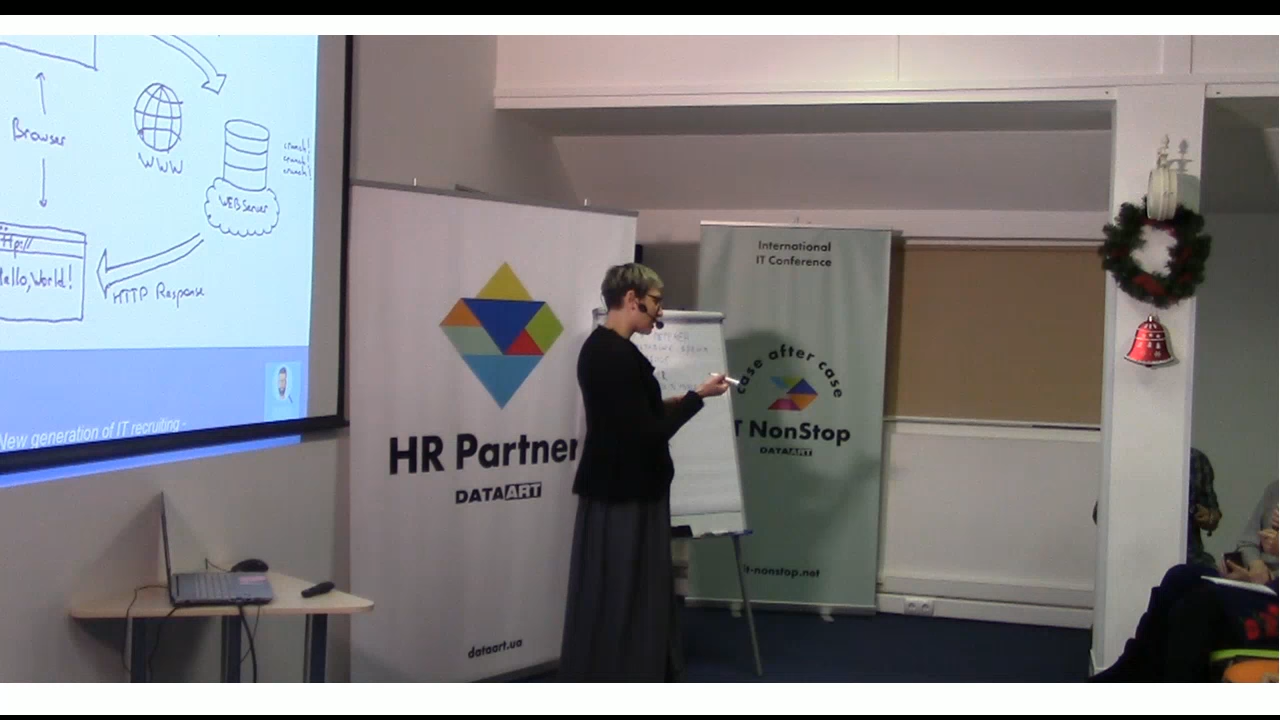 Browser
WWW
crunch!
crunch!
crunch!
WEB Server
http://
Hello, World!
HTTP Response
New generation of IT recruiting -
HR Partner
DATAART
dataart.ua
International
IT Conference
case after case
IT NonStop
DATAART
it-nonstop.net